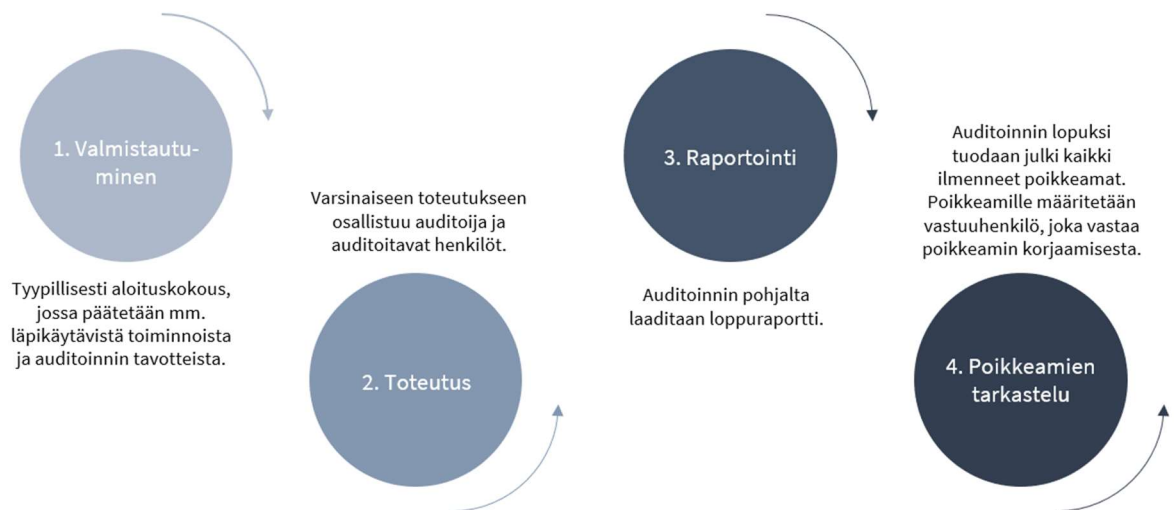 1. Valmistautu-
minen
Tyypillisesti aloituskokous,
jossa päätetään mm.
läpikäytävistä toiminnoista
ja auditoinnin tavotteista.
Varsinaiseen toteutukseen
osallistuu auditoija ja
auditoitavat henkilöt.
2. Toteutus
3. Raportointi
Auditoinnin pohjalta
laaditaan loppuraportti.
Auditoinnin lopuksi
tuodaan julki kaikki
ilmenneet poikkeamat.
Poikkeamille määritetään
vastuuhenkilö, joka vastaa
poikkeamin korjaamisesta.
4. Poikkeamien
tarkastelu